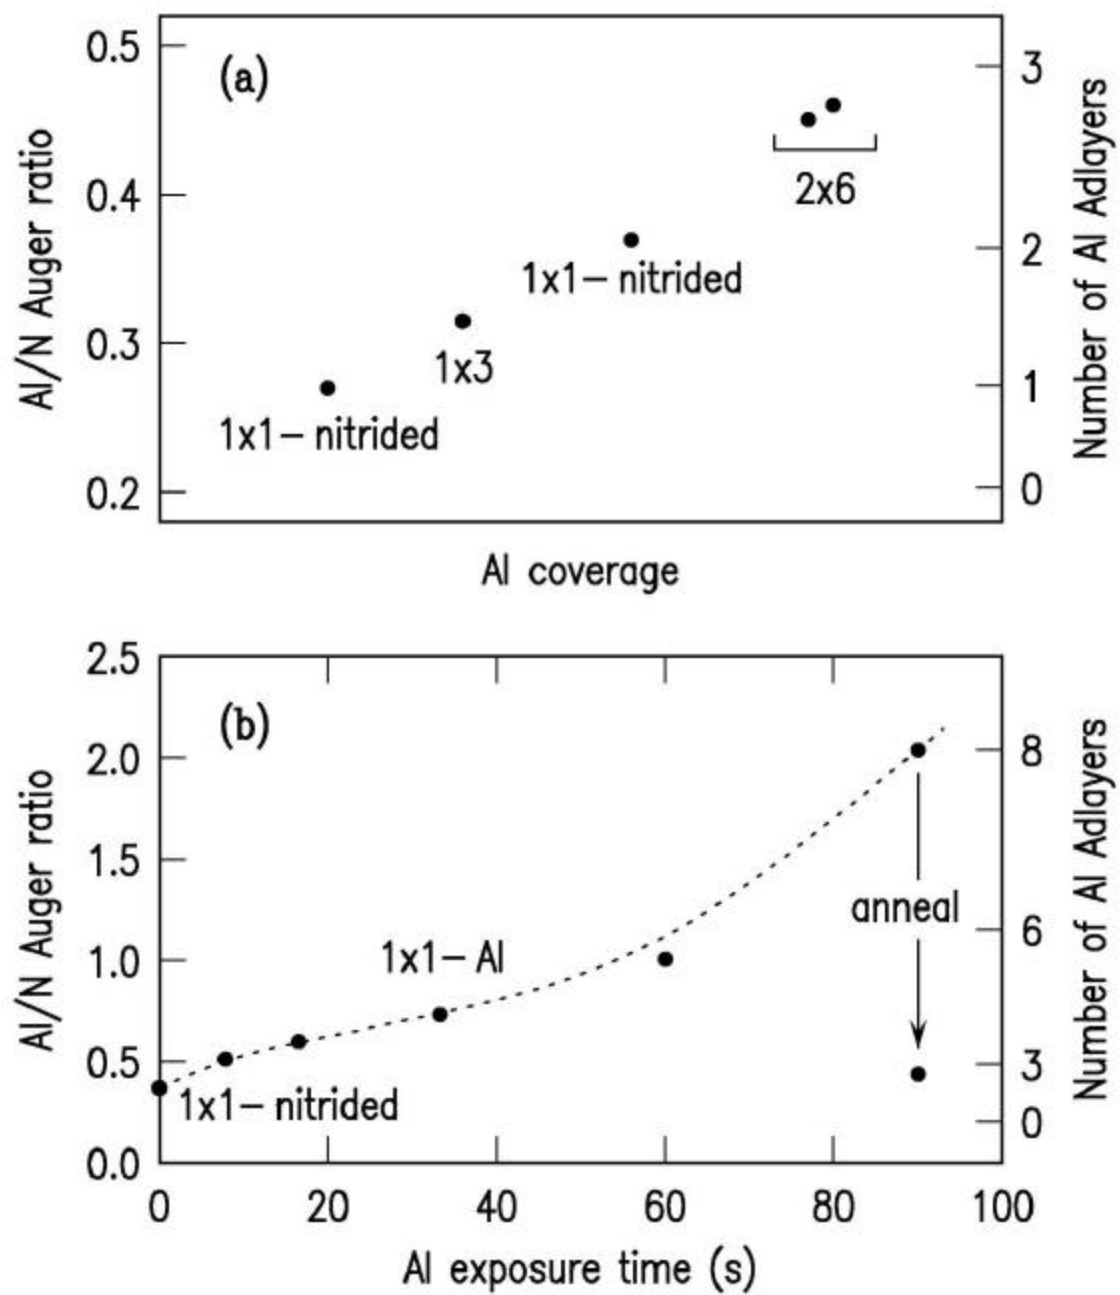 (a)
Al/N Auger ratio
0.5
0.4
0.3
0.2
3
2
1
0
Number of Al Adlayers
2x6
1x1– nitrided
1x3
1x1– nitrided
Al coverage
(b)
Al/N Auger ratio
2.5
2.0
1.5
1.0
0.5
0.0
8
6
3
0
Number of Al Adlayers
anneal
1x1– Al
1x1– nitrided
0 20 40 60 80 100
Al exposure time (s)